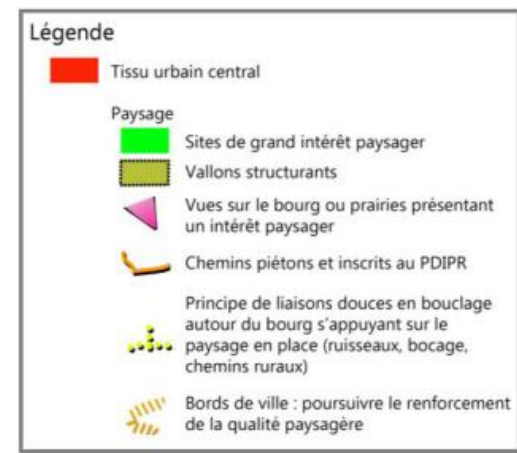 Légende
Tissu urbain central
Paysage
Sites de grand intérêt paysager
Vallons structurants
Vues sur le bourg ou prairies présentant
un intérêt paysager
Chemins piétons et inscrits au PDIPR
Principe de liaisons douces en bouclage
autour du bourg s'appuyant sur le
paysage en place (ruisseaux, bocage,
chemins ruraux)
Bords de ville : poursuivre le renforcement
de la qualité paysagère